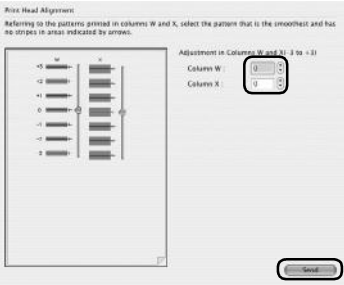 Print Head Alignment
Referring to the patterns printed in columns W and X, select the pattern that is the smoothest and has
no stripes in areas indicated by arrows.
Adjustment in Columns W and X(-3 to +3)
W X
Column W : 0
Column X : 0
+3
+2
+1
0
-1
-2
-3
Send